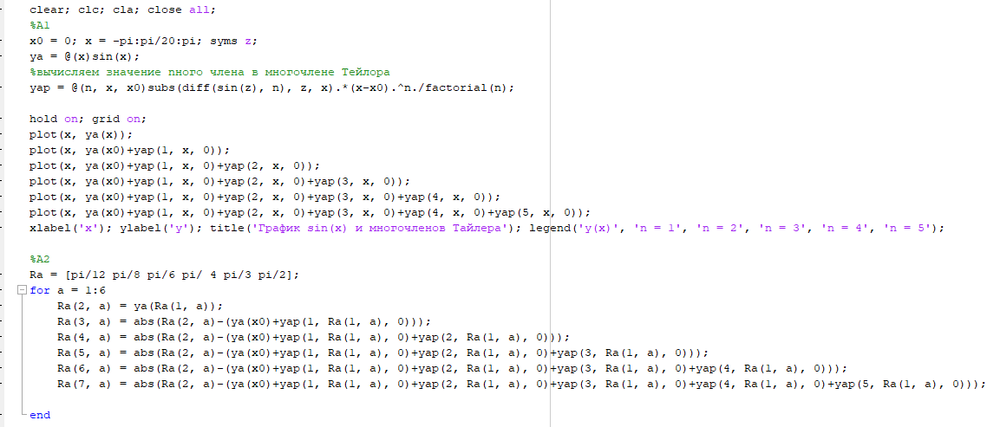 clear; clc; cla; close all;
%A1
x0 = 0; x = -pi:pi/20:pi; syms z;
ya = @(x)sin(x);
%вычисляем значение nного члена в многочлене Тейлора
yap = @(n, x, x0)subs(diff(sin(z), n), z, x).*(x-x0).^n./factorial(n);
hold on; grid on;
plot(x, ya(x));
plot(x, ya(x0)+yap(1, x, 0));
plot(x, ya(x0)+yap(1, x, 0)+yap(2, x, 0));
plot(x, ya(x0)+yap(1, x, 0)+yap(2, x, 0)+yap(3, x, 0));
plot(x, ya(x0)+yap(1, x, 0)+yap(2, x, 0)+yap(3, x, 0)+yap(4, x, 0));
plot(x, ya(x0)+yap(1, x, 0)+yap(2, x, 0)+yap(3, x, 0)+yap(4, x, 0)+yap(5, x, 0));
xlabel('x'); ylabel('y'); title('График sin(x) и многочленов Тайлера'); legend('y(x)', 'n = 1', 'n = 2', 'n = 3', 'n = 4', 'n = 5');
%A2
Ra = [pi/12 pi/8 pi/6 pi/ 4 pi/3 pi/2];
for a = 1:6
Ra(2, a) = ya(Ra(1, a));
Ra(3, a) = abs(Ra(2, a)-(ya(x0)+yap(1, Ra(1, a), 0)));
Ra(4, a) = abs(Ra(2, a)-(ya(x0)+yap(1, Ra(1, a), 0)+yap(2, Ra(1, a), 0)));
Ra(5, a) = abs(Ra(2, a)-(ya(x0)+yap(1, Ra(1, a), 0)+yap(2, Ra(1, a), 0)+yap(3, Ra(1, a), 0)));
Ra(6, a) = abs(Ra(2, a)-(ya(x0)+yap(1, Ra(1, a), 0)+yap(2, Ra(1, a), 0)+yap(3, Ra(1, a), 0)+yap(4, Ra(1, a), 0)));
Ra(7, a) = abs(Ra(2, a)-(ya(x0)+yap(1, Ra(1, a), 0)+yap(2, Ra(1, a), 0)+yap(3, Ra(1, a), 0)+yap(4, Ra(1, a), 0)+yap(5, Ra(1, a), 0)));
end